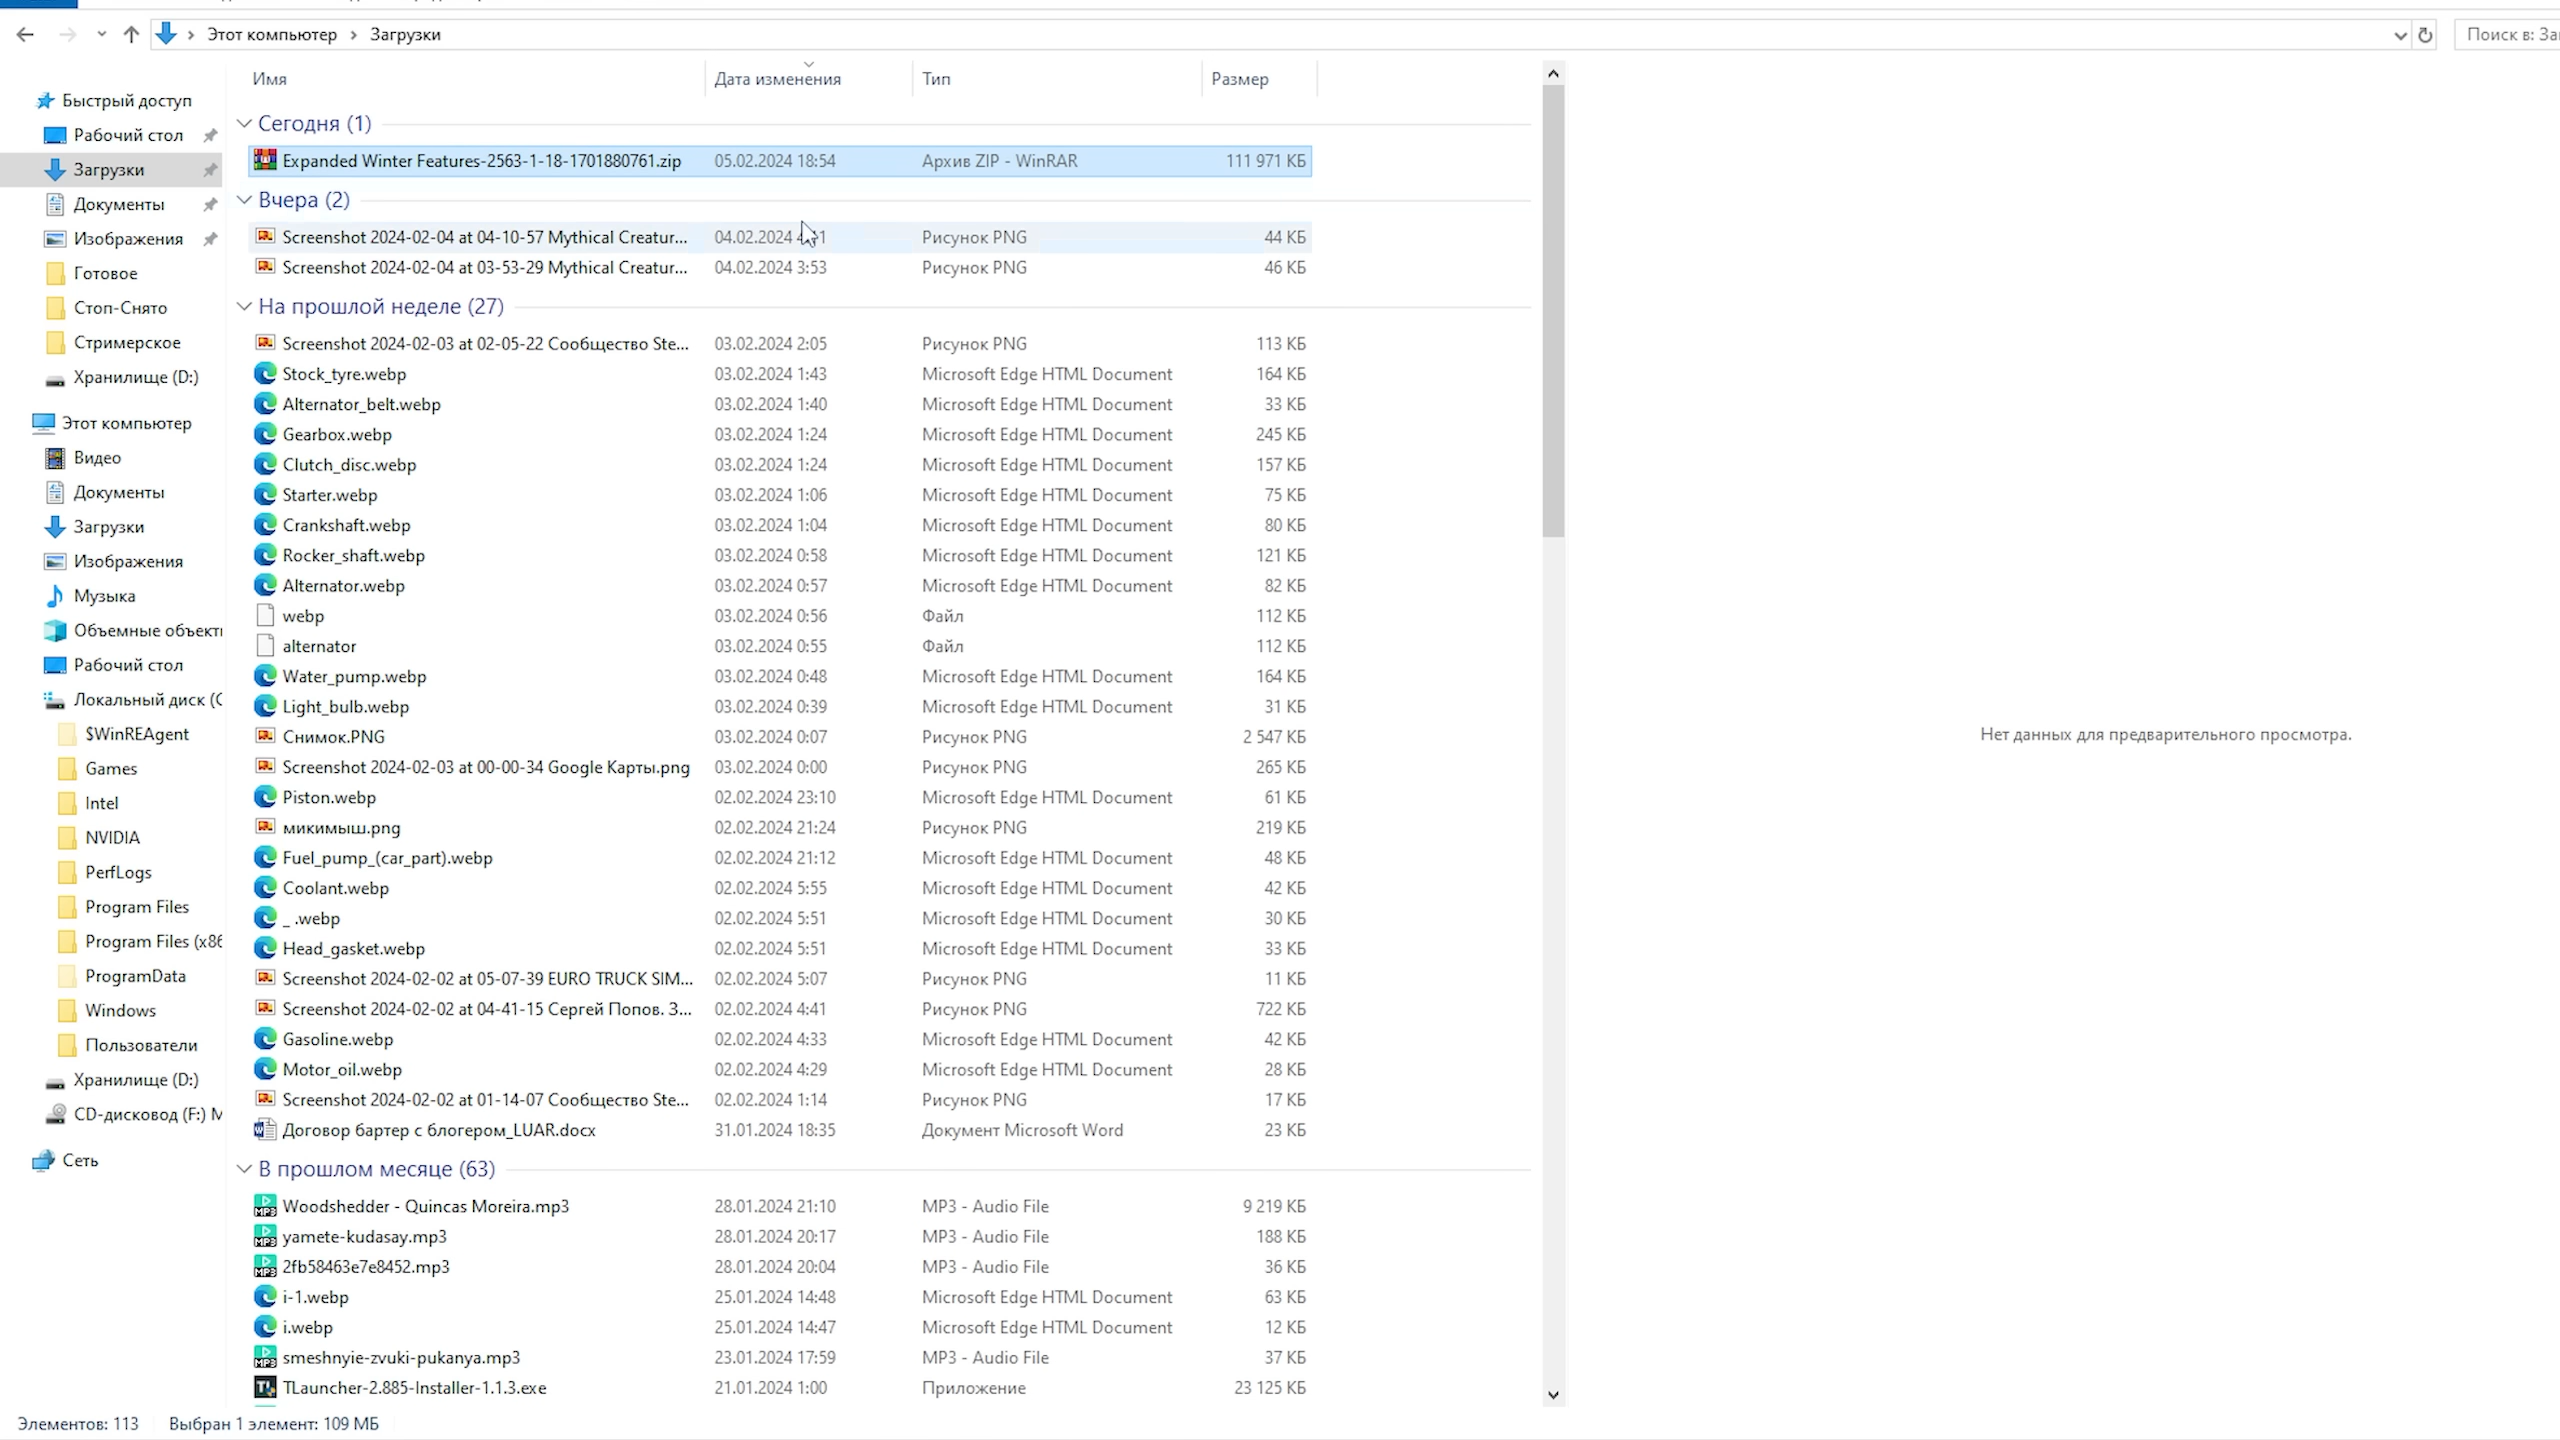 Этот компьютер › Загрузки
Поиск в: За
Имя Дата изменения Тип Размер
Быстрый доступ
Рабочий стол
Загрузки
Документы
Изображения
Готовое
Стоп-Снято
Стримерское
Хранилище (D:)
Этот компьютер
Видео
Документы
Загрузки
Изображения
Музыка
Объемные объект
Рабочий стол
Локальный диск (C
$WinREAgent
Games
Intel
NVIDIA
PerfLogs
Program Files
Program Files (x86
ProgramData
Windows
Пользователи
Хранилище (D:)
CD-дисковод (F:) M
Сеть
Сегодня (1)
Expanded Winter Features-2563-1-18-1701880761.zip 05.02.2024 18:54 Архив ZIP - WinRAR 111 971 КБ
Вчера (2)
Screenshot 2024-02-04 at 04-10-57 Mythical Creatur... 04.02.2024 Рисунок PNG 44 КБ
Screenshot 2024-02-04 at 03-53-29 Mythical Creatur... 04.02.2024 3:53 Рисунок PNG 46 КБ
На прошлой неделе (27)
Screenshot 2024-02-03 at 02-05-22 Сообщество Ste... 03.02.2024 2:05 Рисунок PNG 113 КБ
Stock_tyre.webp 03.02.2024 1:43 Microsoft Edge HTML Document 164 КБ
Alternator_belt.webp 03.02.2024 1:40 Microsoft Edge HTML Document 33 КБ
Gearbox.webp 03.02.2024 1:24 Microsoft Edge HTML Document 245 КБ
Clutch_disc.webp 03.02.2024 1:24 Microsoft Edge HTML Document 157 КБ
Starter.webp 03.02.2024 1:06 Microsoft Edge HTML Document 75 КБ
Crankshaft.webp 03.02.2024 1:04 Microsoft Edge HTML Document 80 КБ
Rocker_shaft.webp 03.02.2024 0:58 Microsoft Edge HTML Document 121 КБ
Alternator.webp 03.02.2024 0:57 Microsoft Edge HTML Document 82 КБ
webp 03.02.2024 0:56 Файл 112 КБ
alternator 03.02.2024 0:55 Файл 112 КБ
Water_pump.webp 03.02.2024 0:48 Microsoft Edge HTML Document 164 КБ
Light_bulb.webp 03.02.2024 0:39 Microsoft Edge HTML Document 31 КБ
Снимок.PNG 03.02.2024 0:07 Рисунок PNG 2 547 КБ
Screenshot 2024-02-03 at 00-00-34 Google Карты.png 03.02.2024 0:00 Рисунок PNG 265 КБ
Piston.webp 02.02.2024 23:10 Microsoft Edge HTML Document 61 КБ
микимыш.png 02.02.2024 21:24 Рисунок PNG 219 КБ
Fuel_pump_(car_part).webp 02.02.2024 21:12 Microsoft Edge HTML Document 48 КБ
Coolant.webp 02.02.2024 5:55 Microsoft Edge HTML Document 42 КБ
_ .webp 02.02.2024 5:51 Microsoft Edge HTML Document 30 КБ
Head_gasket.webp 02.02.2024 5:51 Microsoft Edge HTML Document 33 КБ
Screenshot 2024-02-02 at 05-07-39 EURO TRUCK SIM... 02.02.2024 5:07 Рисунок PNG 11 КБ
Screenshot 2024-02-02 at 04-41-15 Сергей Попов. З... 02.02.2024 4:41 Рисунок PNG 722 КБ
Gasoline.webp 02.02.2024 4:33 Microsoft Edge HTML Document 42 КБ
Motor_oil.webp 02.02.2024 4:29 Microsoft Edge HTML Document 28 КБ
Screenshot 2024-02-02 at 01-14-07 Сообщество Ste... 02.02.2024 1:14 Рисунок PNG 17 КБ
Договор бартер с блогером_LUAR.docx 31.01.2024 18:35 Документ Microsoft Word 23 КБ
В прошлом месяце (63)
Woodshedder - Quincas Moreira.mp3 28.01.2024 21:10 MP3 - Audio File 9 219 КБ
yamete-kudasay.mp3 28.01.2024 20:17 MP3 - Audio File 188 КБ
2fb58463e7e8452.mp3 28.01.2024 20:04 MP3 - Audio File 36 КБ
i-1.webp 25.01.2024 14:48 Microsoft Edge HTML Document 63 КБ
i.webp 25.01.2024 14:47 Microsoft Edge HTML Document 12 КБ
smeshnyie-zvuki-pukanya.mp3 23.01.2024 17:59 MP3 - Audio File 37 КБ
TLauncher-2.885-Installer-1.1.3.exe 21.01.2024 1:00 Приложение 23 125 КБ
Нет данных для предварительного просмотра.
Элементов: 113 Выбран 1 элемент: 109 МБ